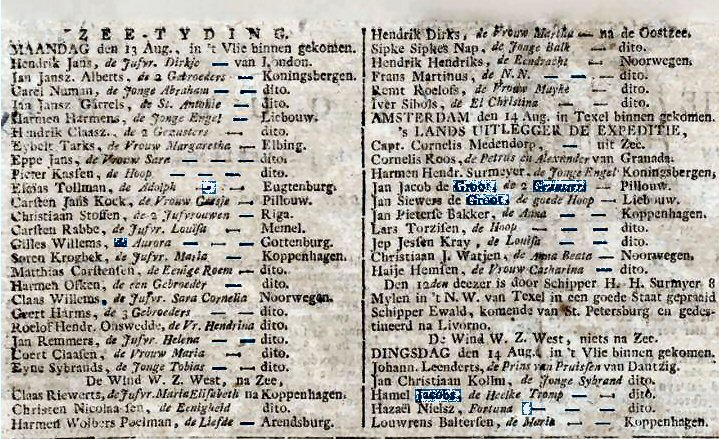 ZEE-TYDING.
MAANDAG den 13 Aug., in 't Vlie binnen gekomen.
Hendrik Jans, de Jufvr. Dirkje — van London.
Jan Jansz. Alberts, de 2 Gebroeders — Koningsbergen.
Carel Numan, de Jonge Abraham — — dito.
Jan Jansz Garrels, de St. Antonie — — dito.
Harmen Harmens, de Jonge Engel — Liebouw.
Hendrik Claasz. de 2 Gezusters — dito.
Eybelt Tarks, de Vrouw Margaretha — Elbing.
Eppe Jans, de Vrouw Sara — — — dito.
Pieter Kasfen, de Hoop — — — dito.
Tollman, de Adolph — Eugtenburg.
Carsten Jans Kock, de Vrouw — Pillouw.
Christiaan Stoffen, de 2 Jufvrouwen — Riga.
Carsten Rabbe, de Jufvr. Louisa — Memel.
Gilles Willems, Aurora — — Gottenburg.
Soren Krogbek, de Jufvr. Maria — Koppenhagen.
Matthias Carstensen, de Eenige Roem — dito.
Harmen Ofken, de een Gebroeder — dito.
Claas Willems, de Jufvr. Sara Cornelia Noorwegen.
Geert Harms, de 3 Gebroeders — — dito.
Roelof Hendr. Onswedde, de Vr. Hendrina dito.
Jan Remmers, de Jufvr. Helena — — dito.
Coert Claasen, de Vrouw Maria — — dito.
Eyne Sybrands, de Jonge Tobias — — dito.
De Wind W. Z. West, na Zee,
Claas Riewerts, de Jufvr. Maria Elisabeth na Koppenhagen.
Christen Nicolaasen, de Eenigheid — dito.
Harmen Wolbers Poelman, de Liefde — Arendsburg.
Hendrik Dirks, de Vrouw Martha — na de Oostzee.
Sipke Sipkes Nap, de Jonge Balk — dito.
Hendrik Hendriks, de Eendracht — Noorwegen.
Frans Martinus, de N.N. — — — dito.
Remt Roelofs, de Vrouw Mayke — dito.
Iver Sibofs, de El Christina — — dito.
AMSTERDAM den 14 Aug. in Texel binnen gekomen.
's LANDS UITLEGGER DE EXPEDITIE,
Capt. Cornelis Medendorp, — uit Zee.
Cornelis Roos, de Petrus en Alexander van Granada.
Harmen Hendr. Surmeyer, de Jonge Engel Koningsbergen,
Jan Jacob de Groot, de 2 — Pillouw.
Jan Siewers de Groot, de goede Hoop — Liebouw.
Jan Pieterse Bakker, de Anna — Koppenhagen.
Lars Torzisen, de Hoop — — — dito.
Jep Jessen Kray, de Louisa — — dito.
Christiaan J. Watjen, de Anna Beata — Noorwegen.
Haije Hemsen, de Vrouw Catharina — dito.
Den 12den deezer is door Schipper H. H. Surmyer 8
Mylen in 't N.W. van Texel in een goede Staat gepraaid
Schipper Ewald, komende van St. Petersburg en gedes-
tineerd na Livorno.
De Wind W. Z. West, niets na Zee.
DINGSDAG den 14 Aug. in 't Vlie binnen gekomen.
Johann. Leenderts, de Prins van Pruisfen van Dantzig.
Jan Christiaan Kollm, de Jonge Sybrand dito.
Hamel Jacobs, de Heelke Tromp — — dito.
Hazaël Nielsz, Fortuna — — dito.
Louwrens Baltersen, de Maria — Koppenhagen.